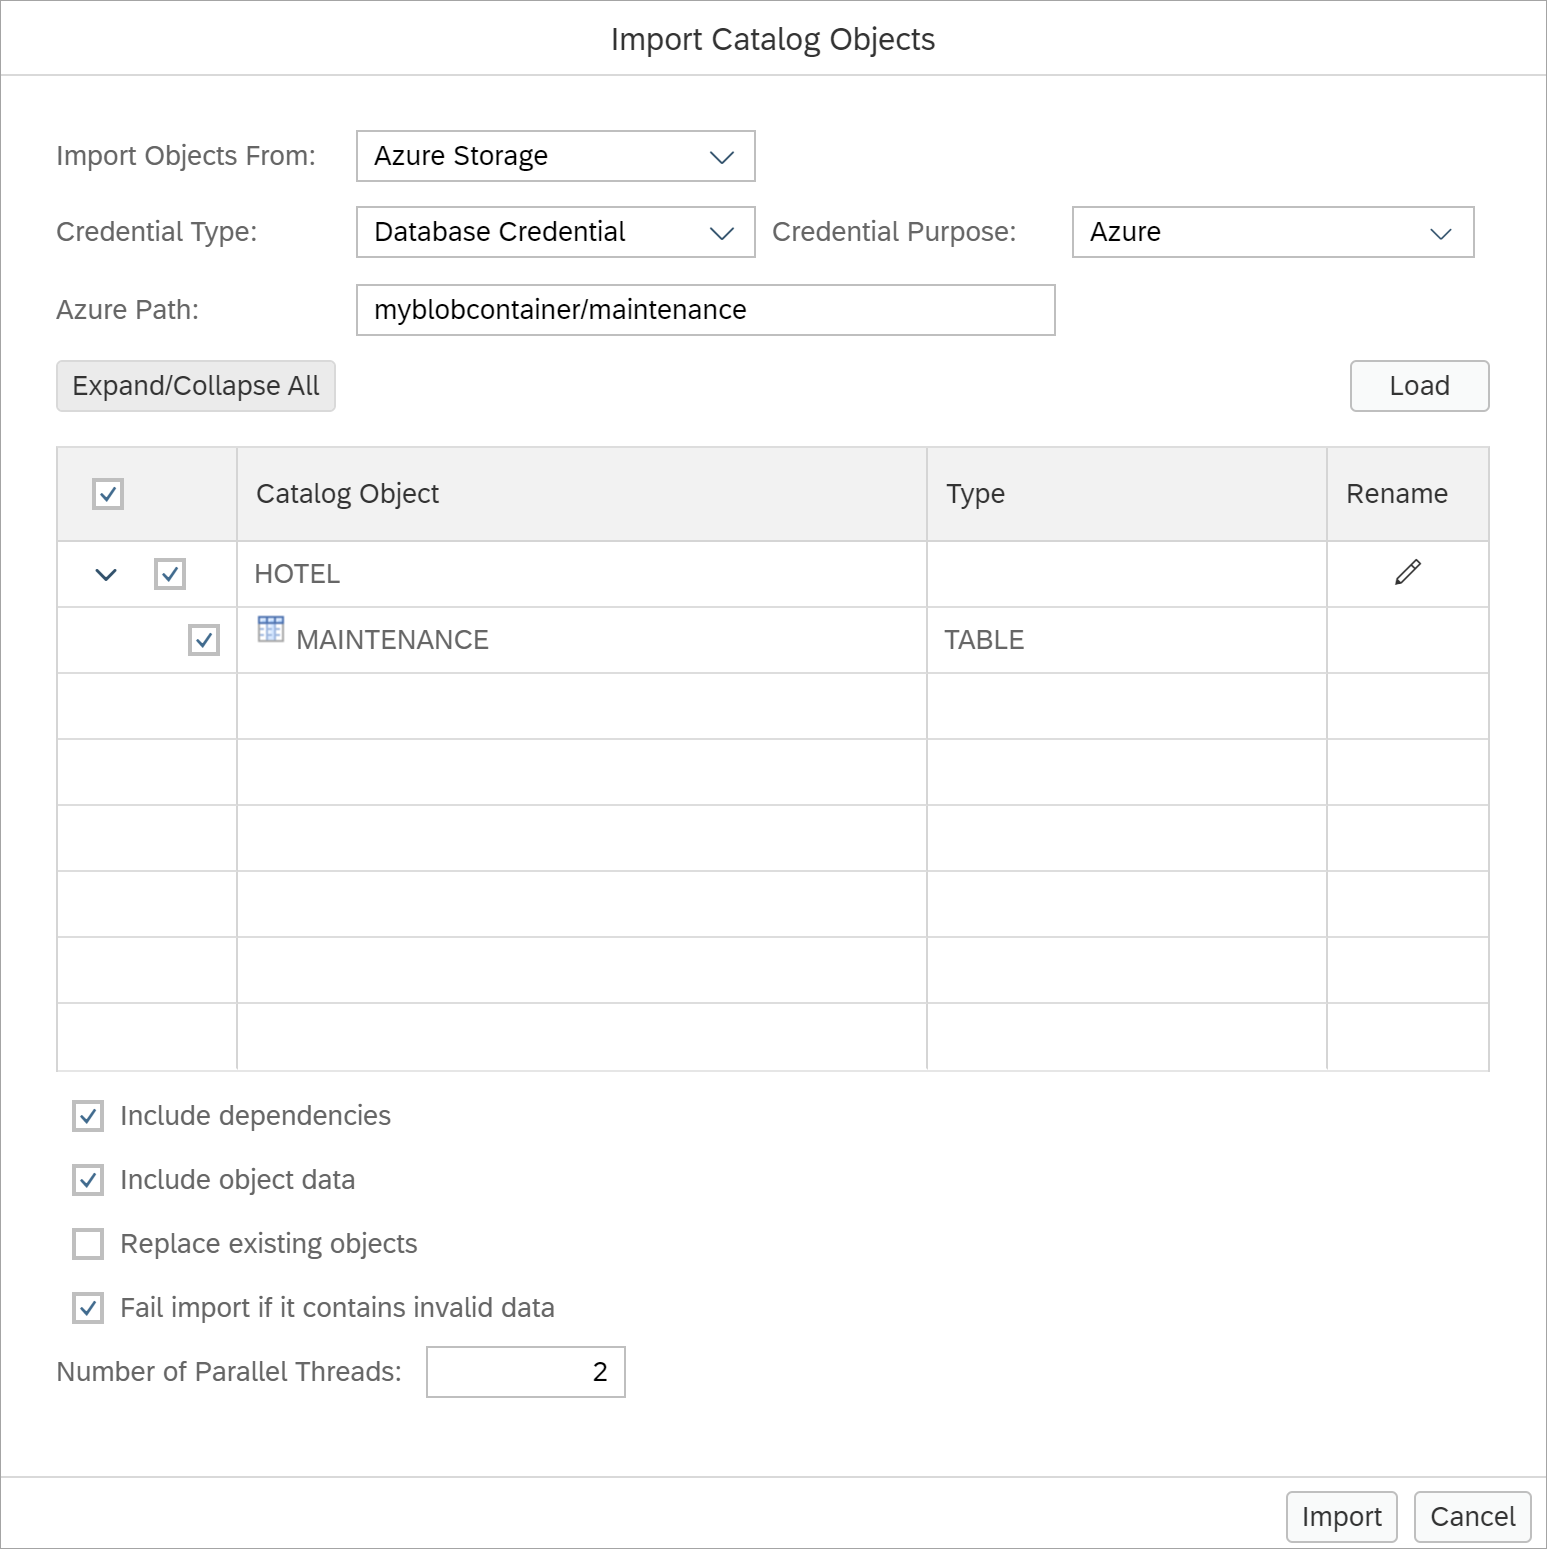 Import Catalog Objects
Import Objects From: Azure Storage
Credential Type: Database Credential Credential Purpose: Azure
Azure Path: myblobcontainer/maintenance
Expand/Collapse All Load
Catalog Object Type Rename
HOTEL
MAINTENANCE TABLE
Include dependencies
Include object data
Replace existing objects
Fail import if it contains invalid data
Number of Parallel Threads: 2
Import Cancel